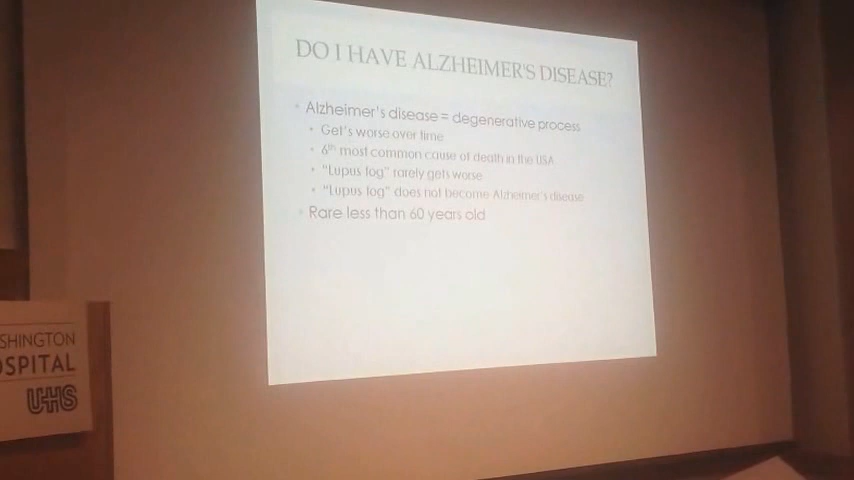 DO I HAVE ALZHEIMER'S DISEASE?
• Alzheimer's disease = degenerative process
• Get's worse over time
• 6th most common cause of death in the USA
• "Lupus fog" rarely gets worse
• "Lupus fog" does not become Alzheimer's disease
• Rare less than 60 years old
SHINGTON
OSPITAL
UHS